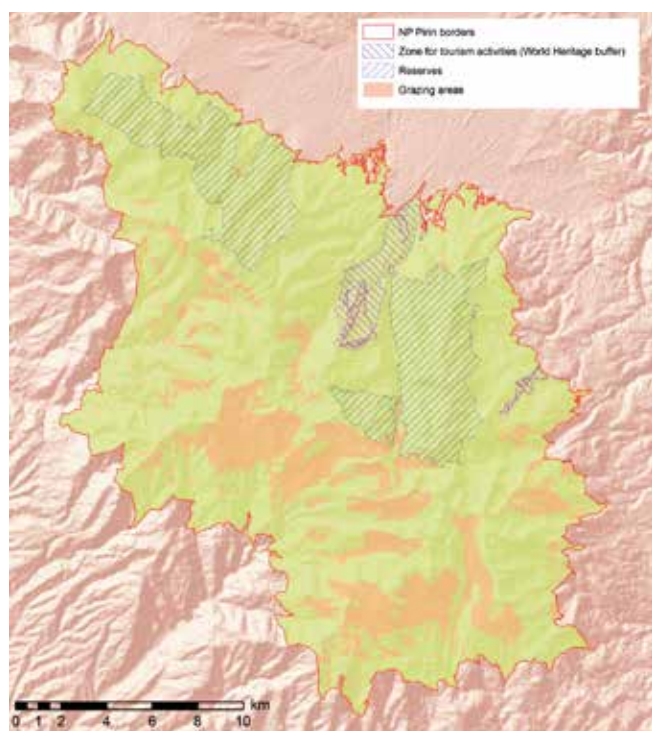 NP Pirin borders
Zone for tourism activities (World Heritage buffer)
Reserves
Grazing areas
km
0 1 2 4 6 8 10